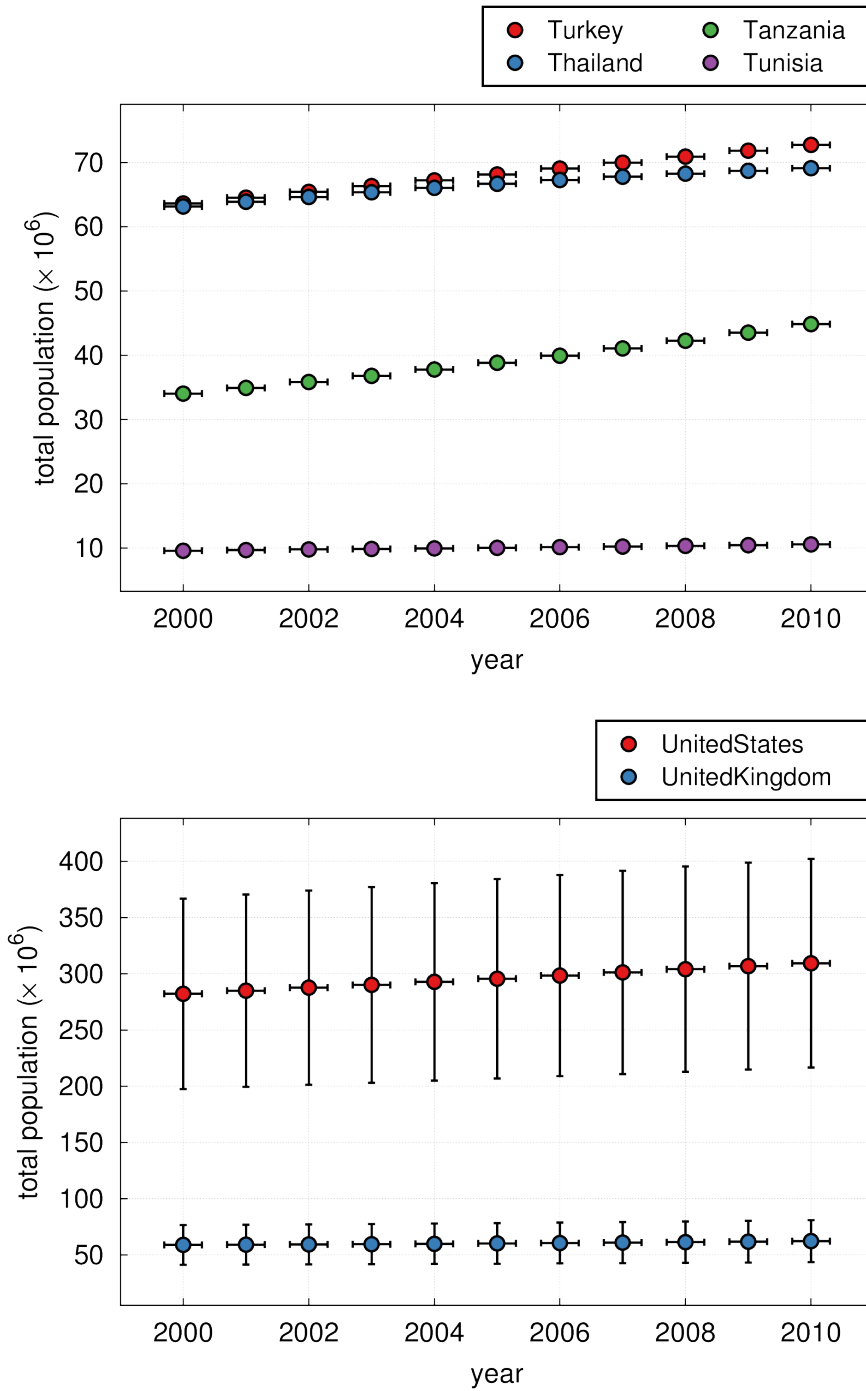 Turkey Tanzania
Thailand Tunisia
total population (× 10⁶)
70
60
50
40
30
20
10
2000 2002 2004 2006 2008 2010
year
UnitedStates
UnitedKingdom
total population (× 10⁶)
400
350
300
250
200
150
100
50
2000 2002 2004 2006 2008 2010
year